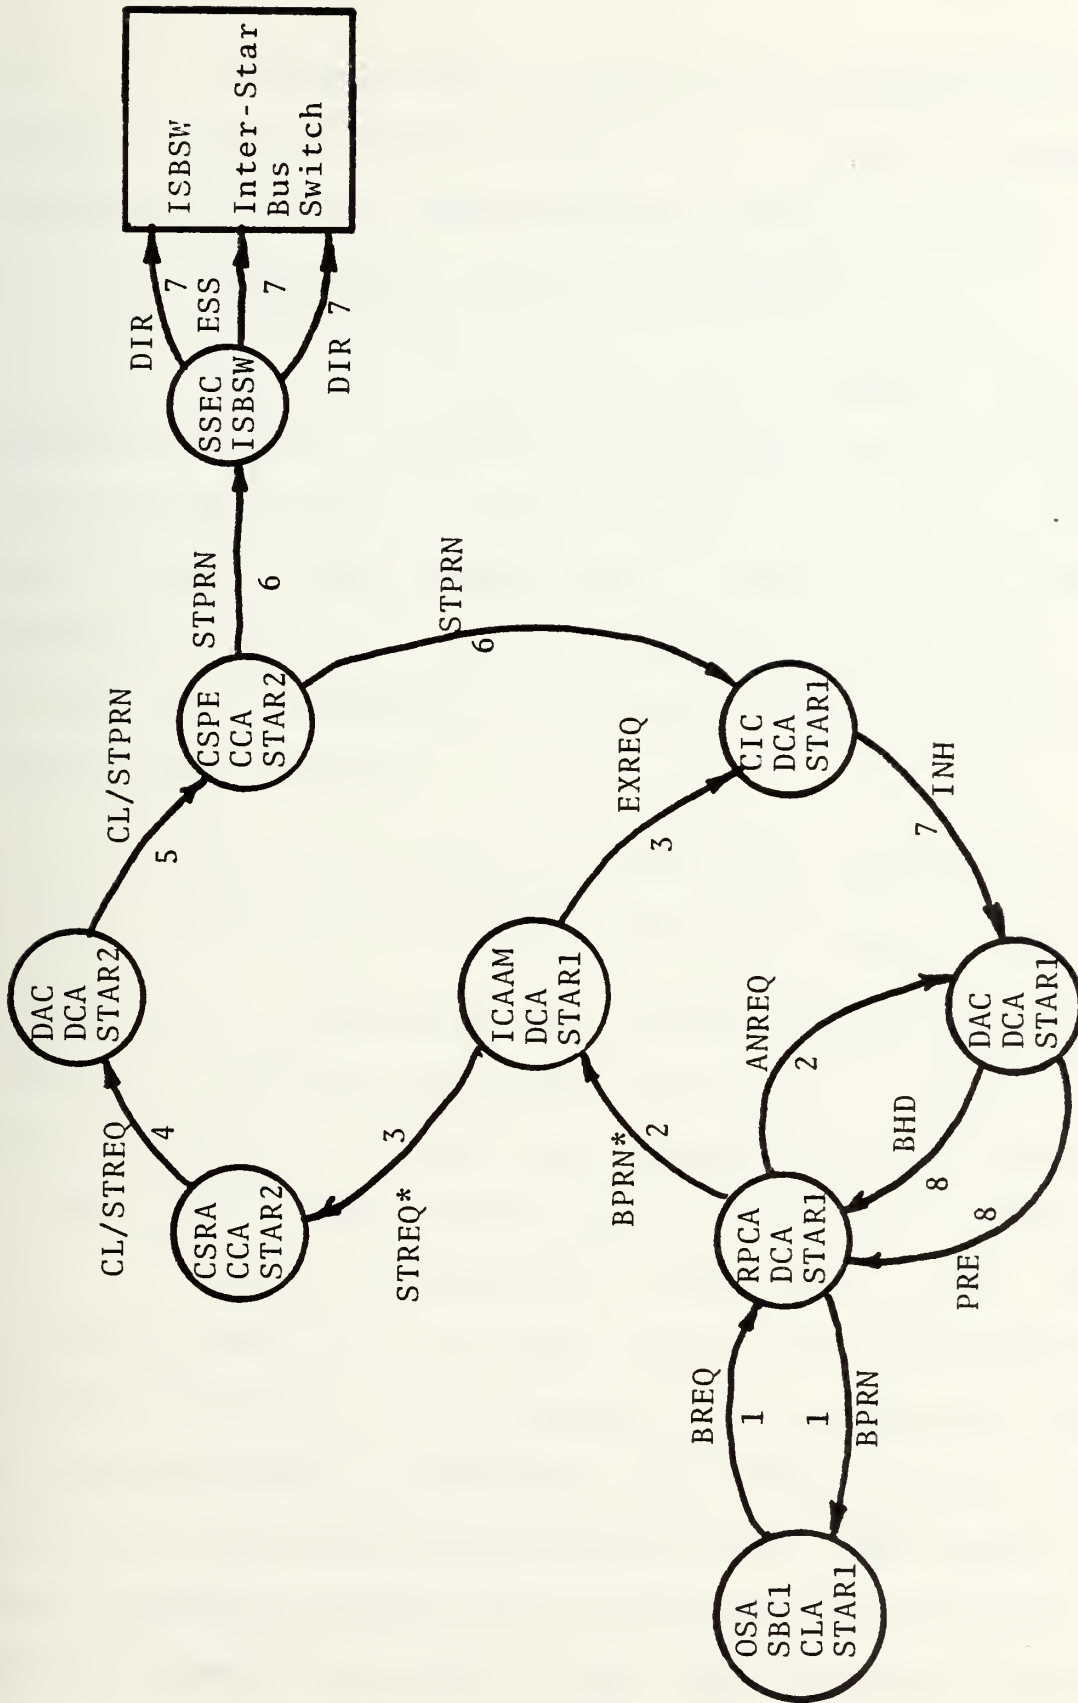 OSA
SBC1
CLA
STAR1
BREQ
1
1
BPRN
RPCA
DCA
STAR1
BPRN*
2
ANREQ
2
BHD
8
PRE
8
DAC
DCA
STAR1
ICAAM
DCA
STAR1
STREQ*
3
EXREQ
3
CSRA
CCA
STAR2
CL/STREQ
4
DAC
DCA
STAR2
CL/STPRN
5
CSPE
CCA
STAR2
STPRN
6
STPRN
6
CIC
DCA
STAR1
INH
7
SSEC
ISBSW
DIR
7
ESS
7
DIR
7
ISBSW
Inter-Star
Bus
Switch